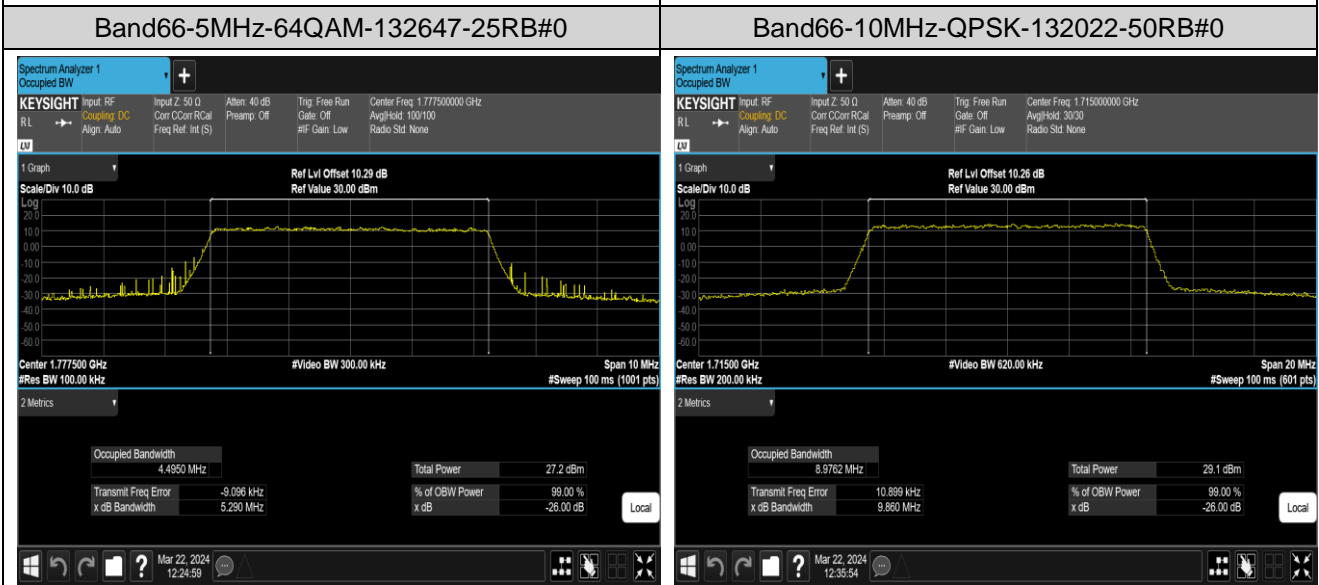 Band66-5MHz-64QAM-132647-25RB#0
Spectrum Analyzer 1
Occupied BW
KEYSIGHT
RL
LXI
Input: RF
Coupling: DC
Align: Auto
Input Z: 50 Ω
Corr CCorr RCal
Freq Ref: Int (S)
Atten: 40 dB
Preamp: Off
Trig: Free Run
Gate: Off
#IF Gain: Low
Center Freq: 1.777500000 GHz
Avg|Hold: 100/100
Radio Std: None
1 Graph
Scale/Div 10.0 dB
Ref Lvl Offset 10.29 dB
Ref Value 30.00 dBm
Log
20.0
10.0
0.00
-10.0
-20.0
-30.0
-40.0
-50.0
-60.0
Center 1.777500 GHz
#Video BW 300.00 kHz
Span 10 MHz
#Res BW 100.00 kHz
#Sweep 100 ms (1001 pts)
2 Metrics
Occupied Bandwidth
4.4950 MHz
Total Power 27.2 dBm
Transmit Freq Error -9.096 kHz
% of OBW Power 99.00 %
x dB Bandwidth 5.290 MHz
x dB -26.00 dB
Local
?
Mar 22, 2024
12:24:59
Band66-10MHz-QPSK-132022-50RB#0
Spectrum Analyzer 1
Occupied BW
KEYSIGHT
RL
LXI
Input: RF
Coupling: DC
Align: Auto
Input Z: 50 Ω
Corr CCorr RCal
Freq Ref: Int (S)
Atten: 40 dB
Preamp: Off
Trig: Free Run
Gate: Off
#IF Gain: Low
Center Freq: 1.715000000 GHz
Avg|Hold: 30/30
Radio Std: None
1 Graph
Scale/Div 10.0 dB
Ref Lvl Offset 10.26 dB
Ref Value 30.00 dBm
Log
20.0
10.0
0.00
-10.0
-20.0
-30.0
-40.0
-50.0
-60.0
Center 1.71500 GHz
#Video BW 620.00 kHz
Span 20 MHz
#Res BW 200.00 kHz
#Sweep 100 ms (601 pts)
2 Metrics
Occupied Bandwidth
8.9762 MHz
Total Power 29.1 dBm
Transmit Freq Error 10.899 kHz
% of OBW Power 99.00 %
x dB Bandwidth 9.860 MHz
x dB -26.00 dB
Local
?
Mar 22, 2024
12:35:54